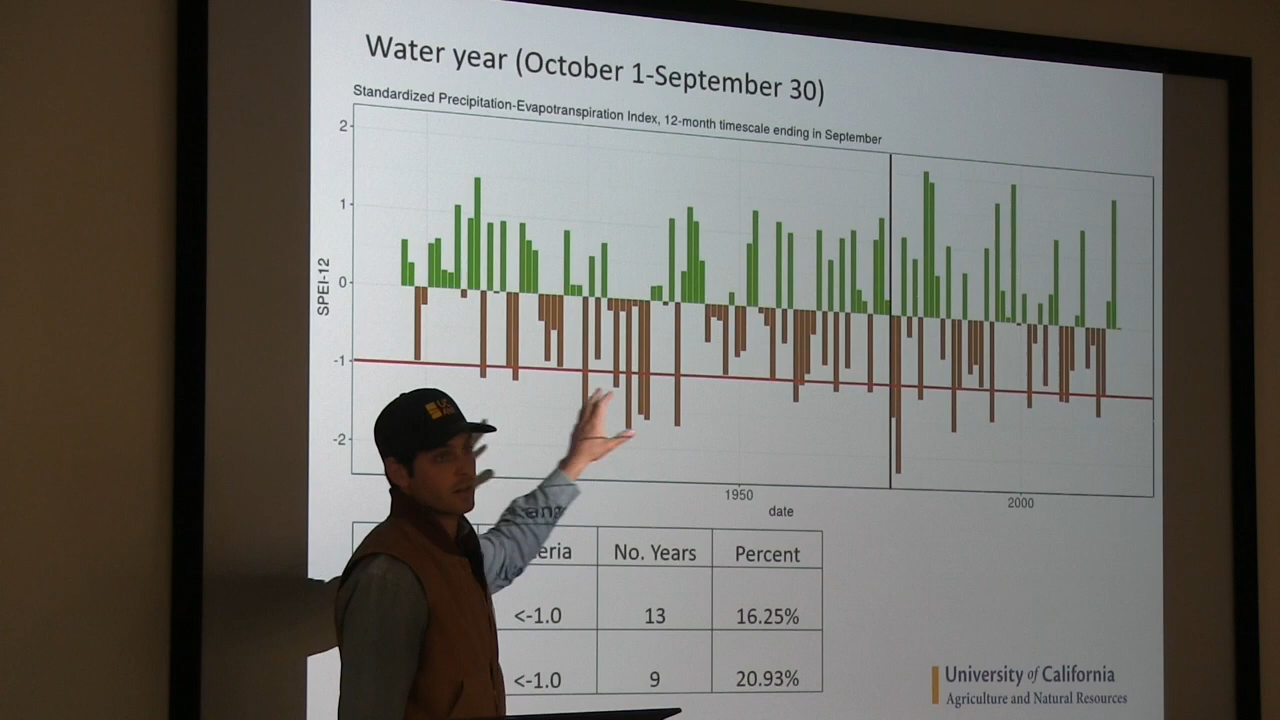 Water year (October 1-September 30)
Standardized Precipitation-Evapotranspiration Index, 12-month timescale ending in September
2
1
0
-1
-2
SPEI-12
1950
2000
date
No. Years
Percent
<-1.0
13
16.25%
<-1.0
9
20.93%
University of California
Agriculture and Natural Resources